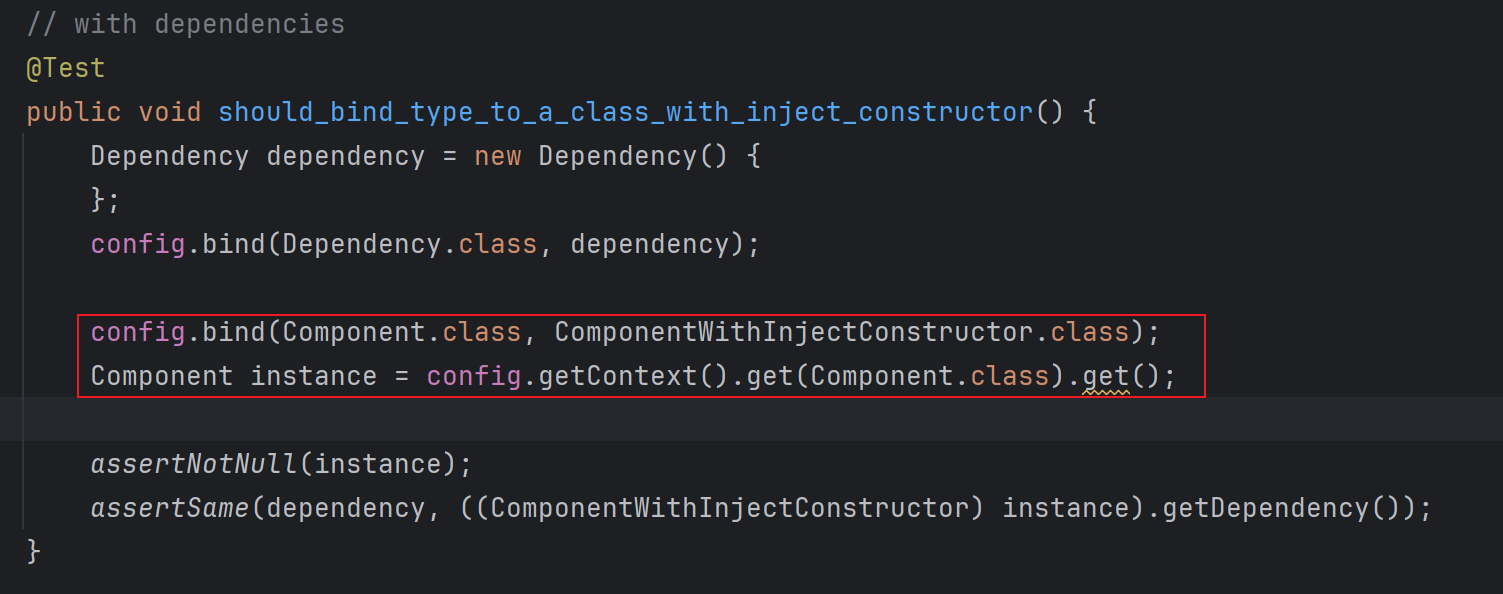 // with dependencies
@Test
public void should_bind_type_to_a_class_with_inject_constructor() {
Dependency dependency = new Dependency() {
};
config.bind(Dependency.class, dependency);
config.bind(Component.class, ComponentWithInjectConstructor.class);
Component instance = config.getContext().get(Component.class).get();
assertNotNull(instance);
assertSame(dependency, ((ComponentWithInjectConstructor) instance).getDependency());
}